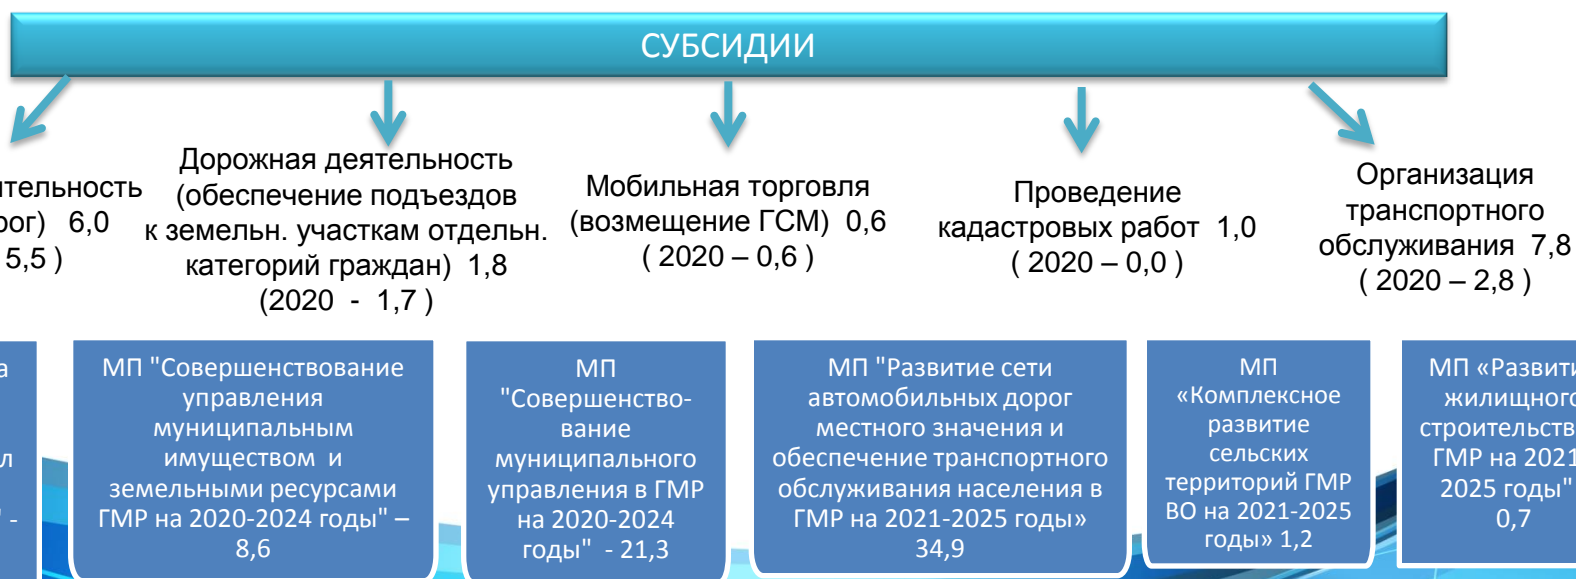 СУБСИДИИ
рог) 6,0
5,5 )
Дорожная деятельность
(обеспечение подъездов
к земельн. участкам отдельн.
категорий граждан) 1,8
(2020 - 1,7 )
Мобильная торговля
(возмещение ГСМ) 0,6
( 2020 – 0,6 )
Проведение
кадастровых работ 1,0
( 2020 – 0,0 )
Организация
транспортного
обслуживания 7,8
( 2020 – 2,8 )
МП "Совершенствование
управления
муниципальным
имуществом и
земельными ресурсами
ГМР на 2020-2024 годы" –
8,6
МП
"Совершенство-
вание
муниципального
управления в ГМР
на 2020-2024
годы" - 21,3
МП "Развитие сети
автомобильных дорог
местного значения и
обеспечение транспортного
обслуживания населения в
ГМР на 2021-2025 годы»
34,9
МП
«Комплексное
развитие
сельских
территорий ГМР
ВО на 2021-2025
годы» 1,2
МП «Развити
жилищного
строительств
ГМР на 2021
2025 годы"
0,7